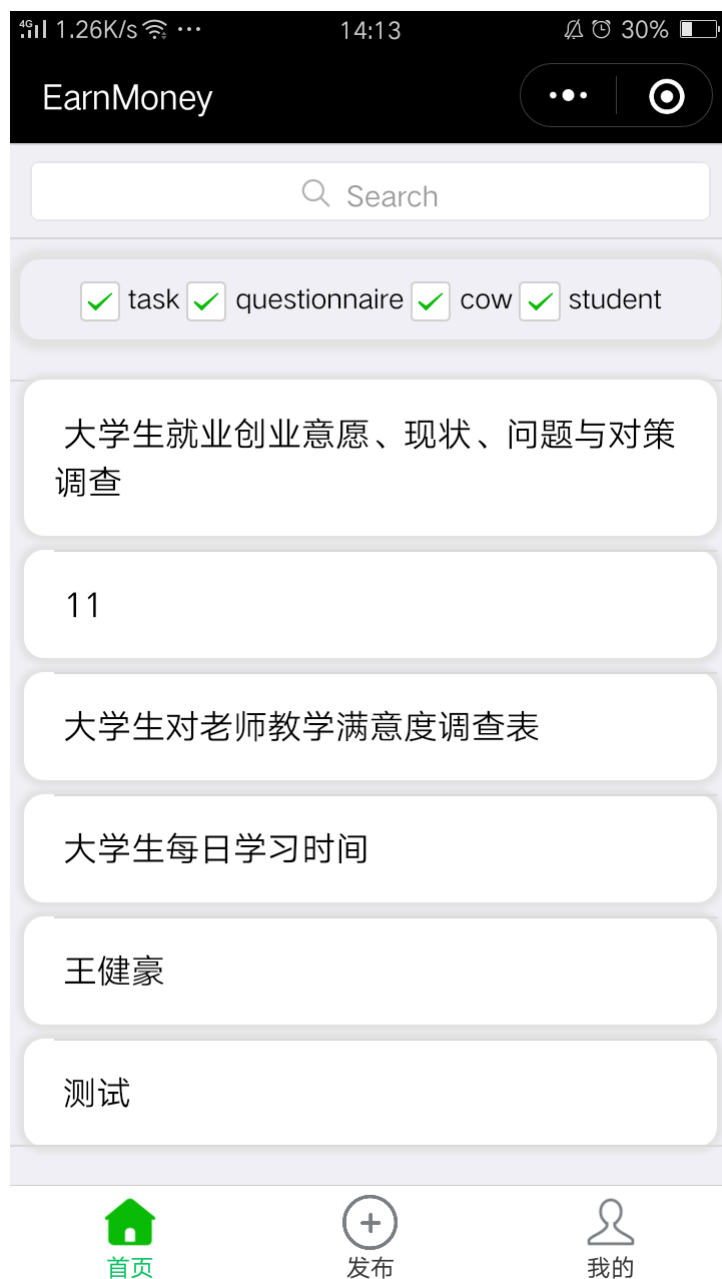 4G 1.26K/s ··· 14:13 30%
EarnMoney
Search
task questionnaire cow student
大学生就业创业意愿、现状、问题与对策
调查
11
大学生对老师教学满意度调查表
大学生每日学习时间
王健豪
测试
首页 发布 我的